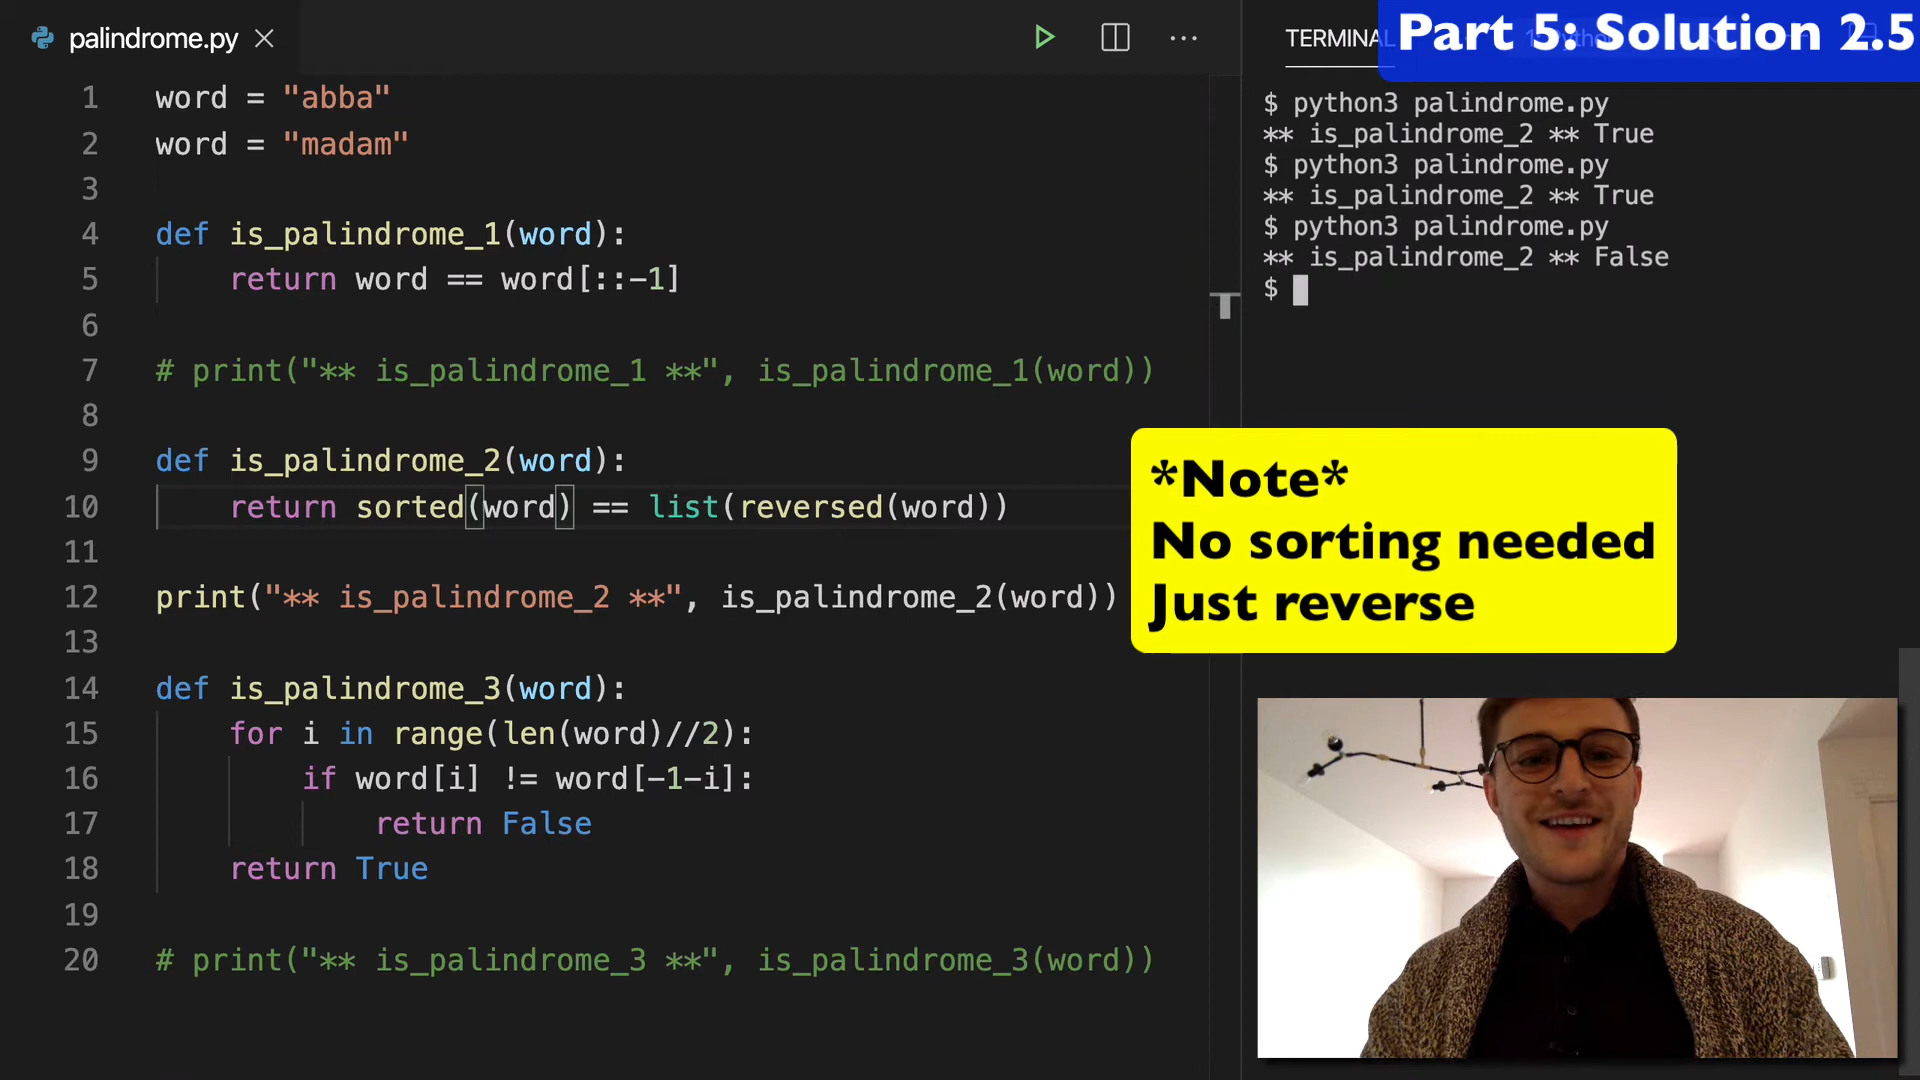 palindrome.py
TERMINAL
Part 5: Solution 2.5
1 word = "abba"
2 word = "madam"
3
4 def is_palindrome_1(word):
5 return word == word[::-1]
6
7 # print("** is_palindrome_1 **", is_palindrome_1(word))
8
9 def is_palindrome_2(word):
10 return sorted(word) == list(reversed(word))
11
12 print("** is_palindrome_2 **", is_palindrome_2(word))
13
14 def is_palindrome_3(word):
15 for i in range(len(word)//2):
16 if word[i] != word[-1-i]:
17 return False
18 return True
19
20 # print("** is_palindrome_3 **", is_palindrome_3(word))
$ python3 palindrome.py
** is_palindrome_2 ** True
$ python3 palindrome.py
** is_palindrome_2 ** True
$ python3 palindrome.py
** is_palindrome_2 ** False
$
*Note*
No sorting needed
Just reverse